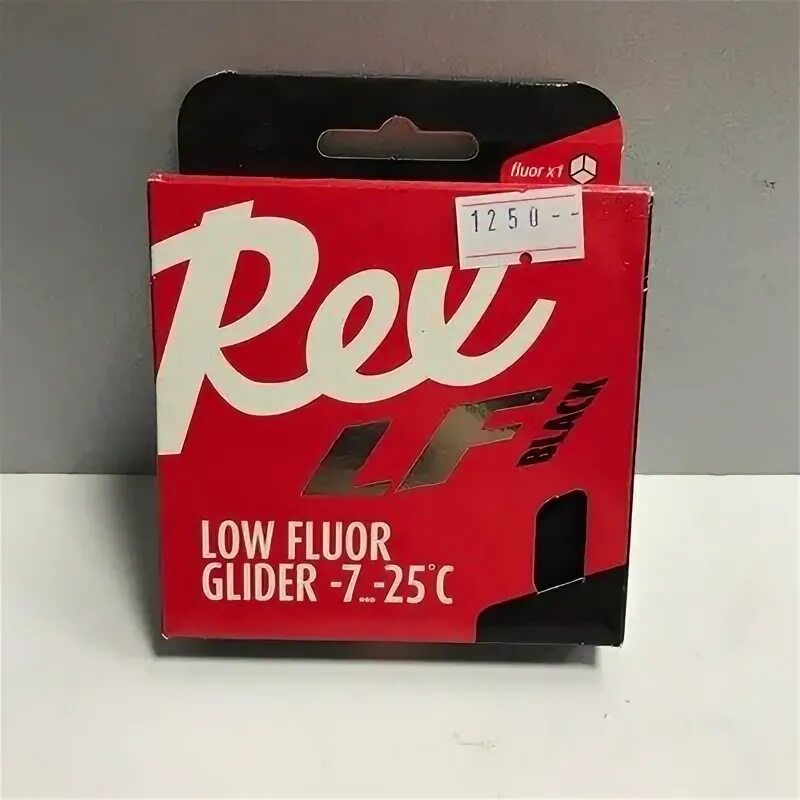 fluor x1
1250--
Rex
LF BLACK
LOW FLUOR
GLIDER -7...-25°C